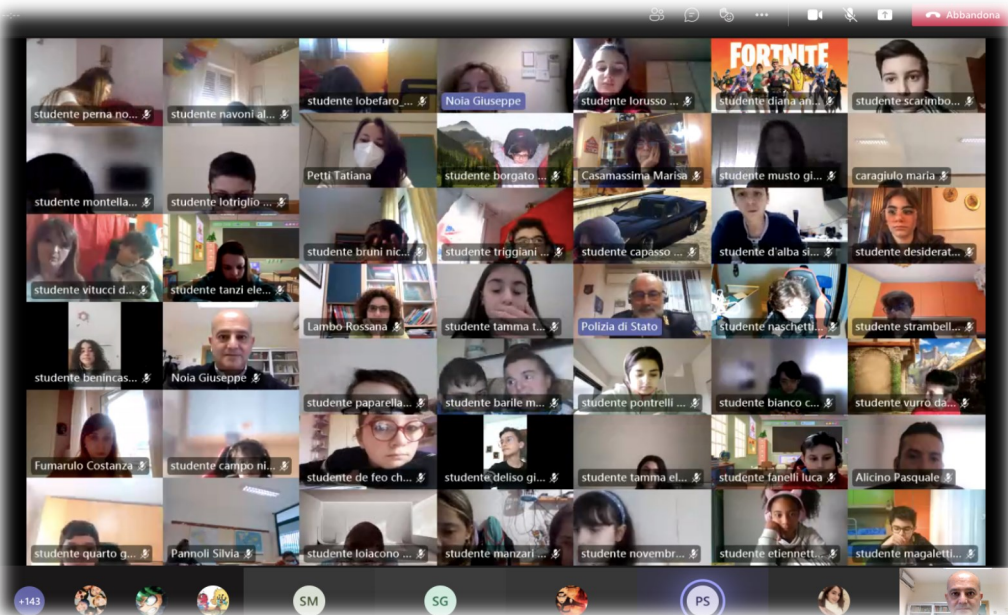 Abbandona
FORTNITE
studente perna no...
studente navoni al...
studente lobefaro_...
Noia Giuseppe
studente lorusso ...
studente diana an...
studente scarimbo...
studente montella...
studente lotriglio ...
Petti Tatiana
studente borgato ...
Casamassima Marisa
studente musto gi...
caragiulo maria
studente vitucci d...
studente tanzi ele...
studente bruni nic...
studente triggiani ...
studente capasso ...
studente d'alba si...
studente desiderat...
Lambo Rossana
studente tamma t...
Polizia di Stato
studente naschetti...
studente strambell...
studente benincas...
Noia Giuseppe
studente paparella...
studente barile m...
studente pontrelli ...
studente bianco c...
studente vurro da...
Fumarulo Costanza
studente campo ni...
studente de feo ch...
studente deliso gi...
studente tamma el...
studente fanelli luca
Alicino Pasquale
studente quarto g...
Pannoli Silvia
studente loiacono ...
studente manzari ...
studente novembr...
studente etiennett...
studente magaletti...
+143
SM
SG
PS